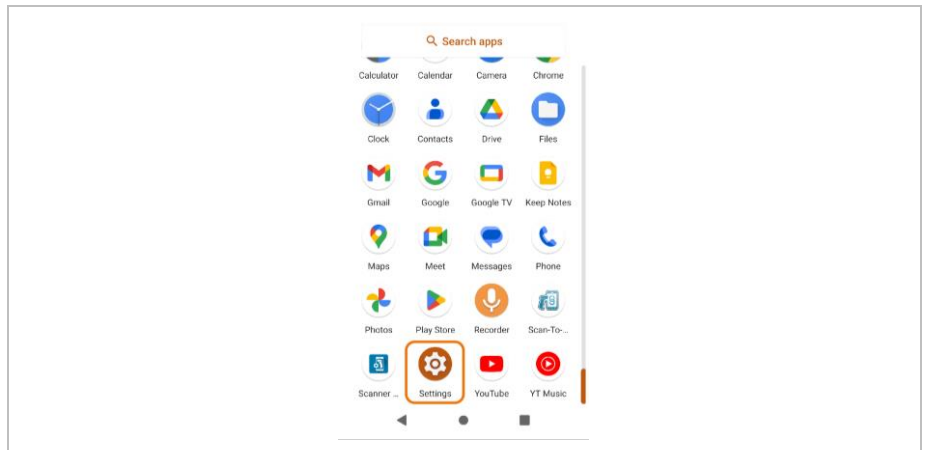 Search apps
Calculator Calendar Camera Chrome
Clock Contacts Drive Files
Gmail Google Google TV Keep Notes
Maps Meet Messages Phone
Photos Play Store Recorder Scan-To-...
Scanner ... Settings YouTube YT Music